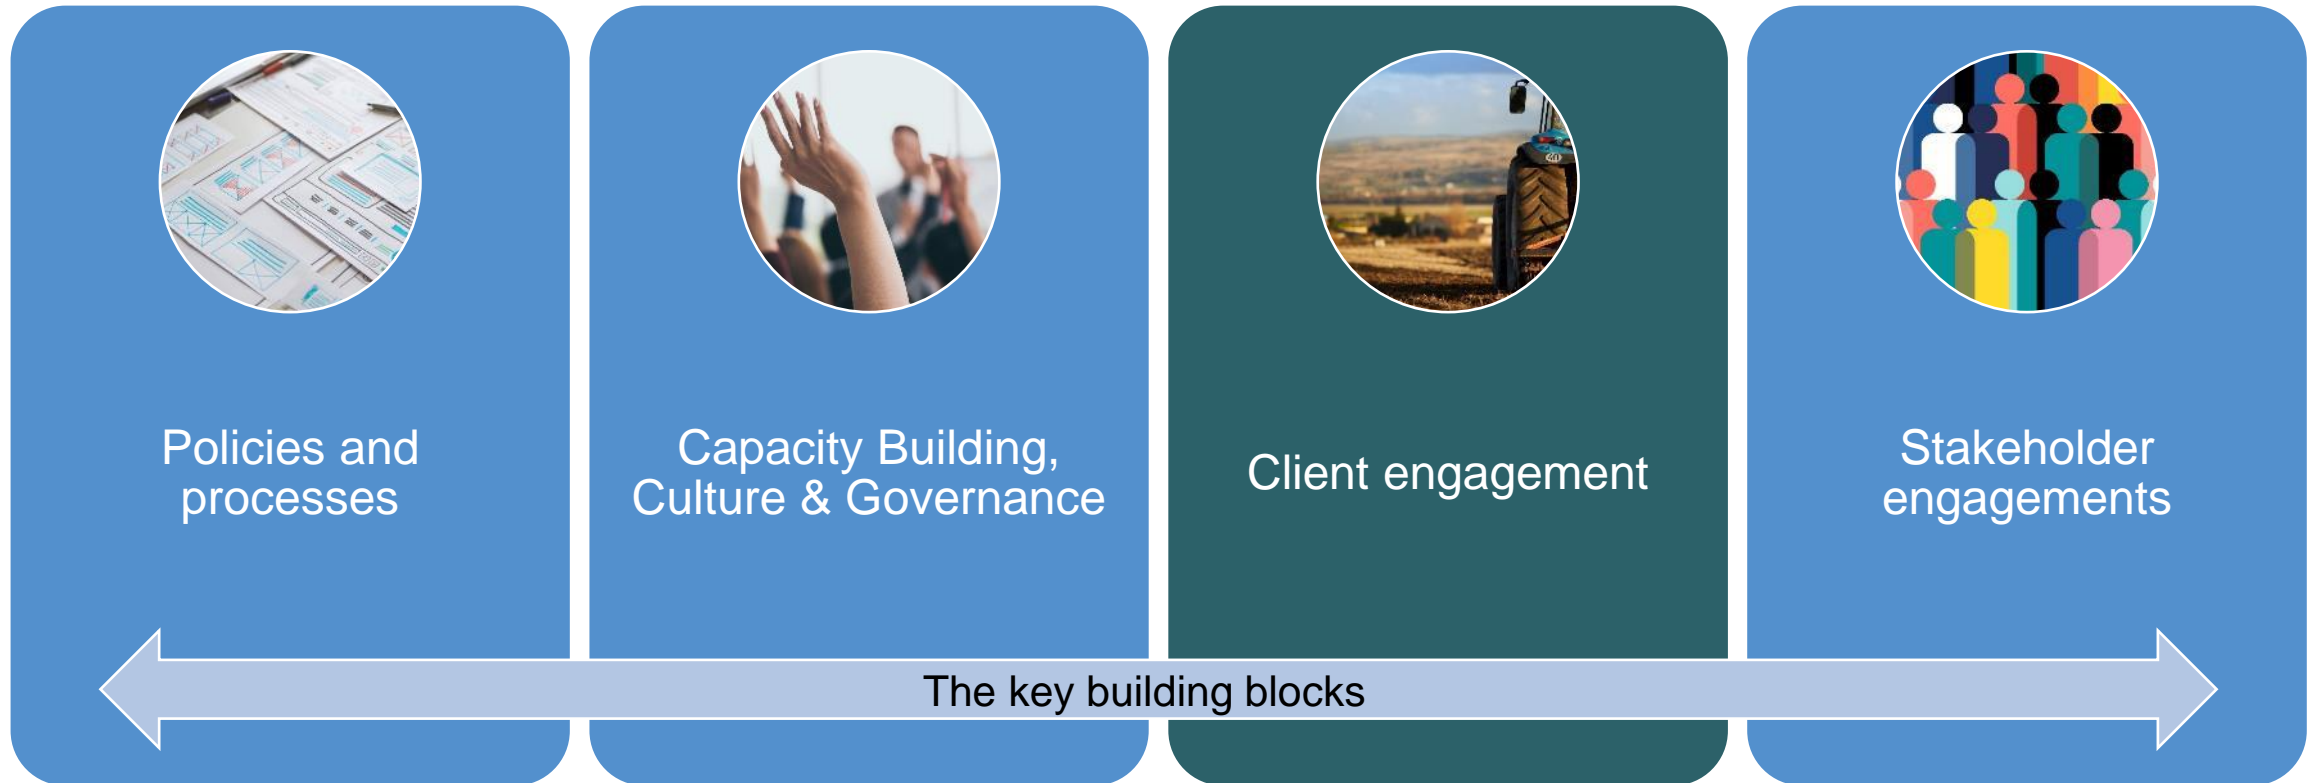 Policies and
processes
Capacity Building,
Culture & Governance
Client engagement
Stakeholder
engagements
The key building blocks